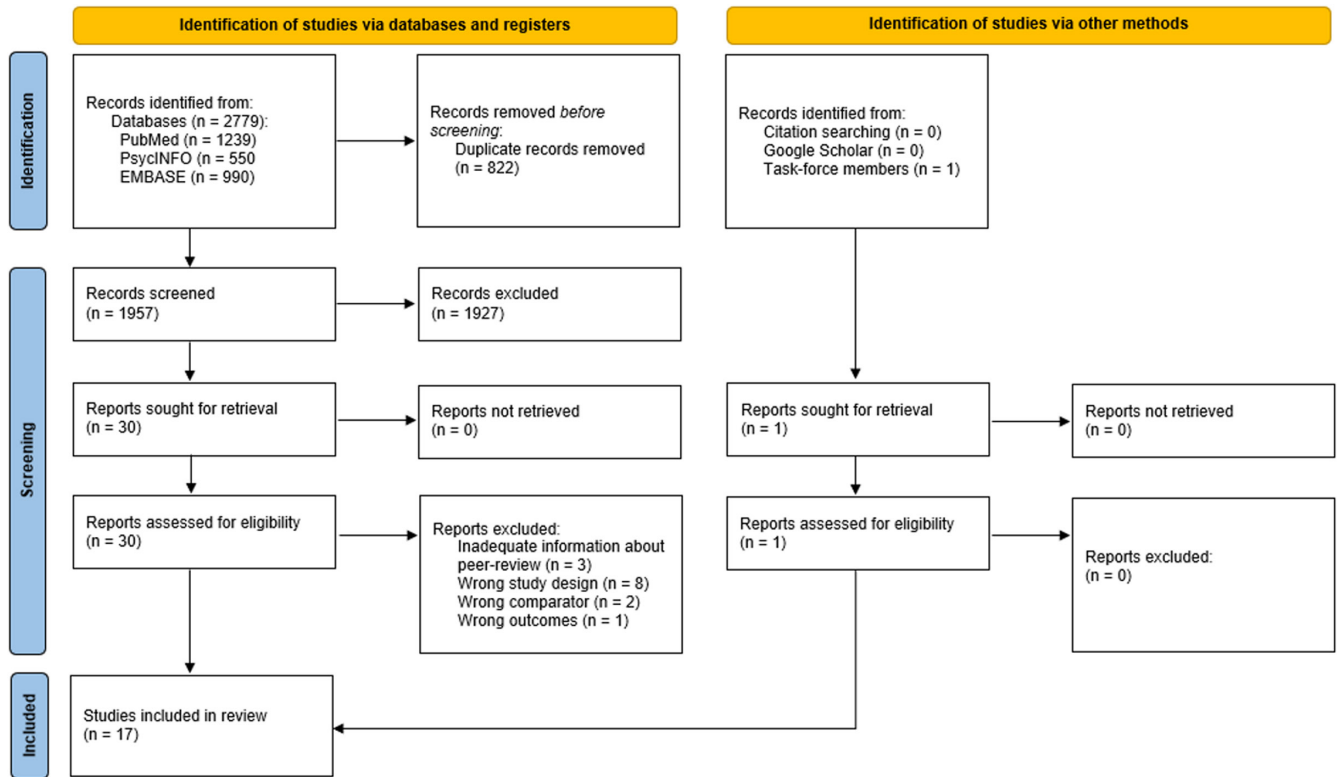 Identification of studies via databases and registers
Identification of studies via other methods
Identification
Records identified from:
Databases (n = 2779):
PubMed (n = 1239)
PsycINFO (n = 550
EMBASE (n = 990)
Records removed before
screening:
Duplicate records removed
(n = 822)
Records identified from:
Citation searching (n = 0)
Google Scholar (n = 0)
Task-force members (n = 1)
Screening
Records screened
(n = 1957)
Records excluded
(n = 1927)
Reports sought for retrieval
(n = 30)
Reports not retrieved
(n = 0)
Reports sought for retrieval
(n = 1)
Reports not retrieved
(n = 0)
Reports assessed for eligibility
(n = 30)
Reports excluded:
Inadequate information about
peer-review (n = 3)
Wrong study design (n = 8)
Wrong comparator (n = 2)
Wrong outcomes (n = 1)
Reports assessed for eligibility
(n = 1)
Reports excluded:
(n = 0)
Included
Studies included in review
(n = 17)